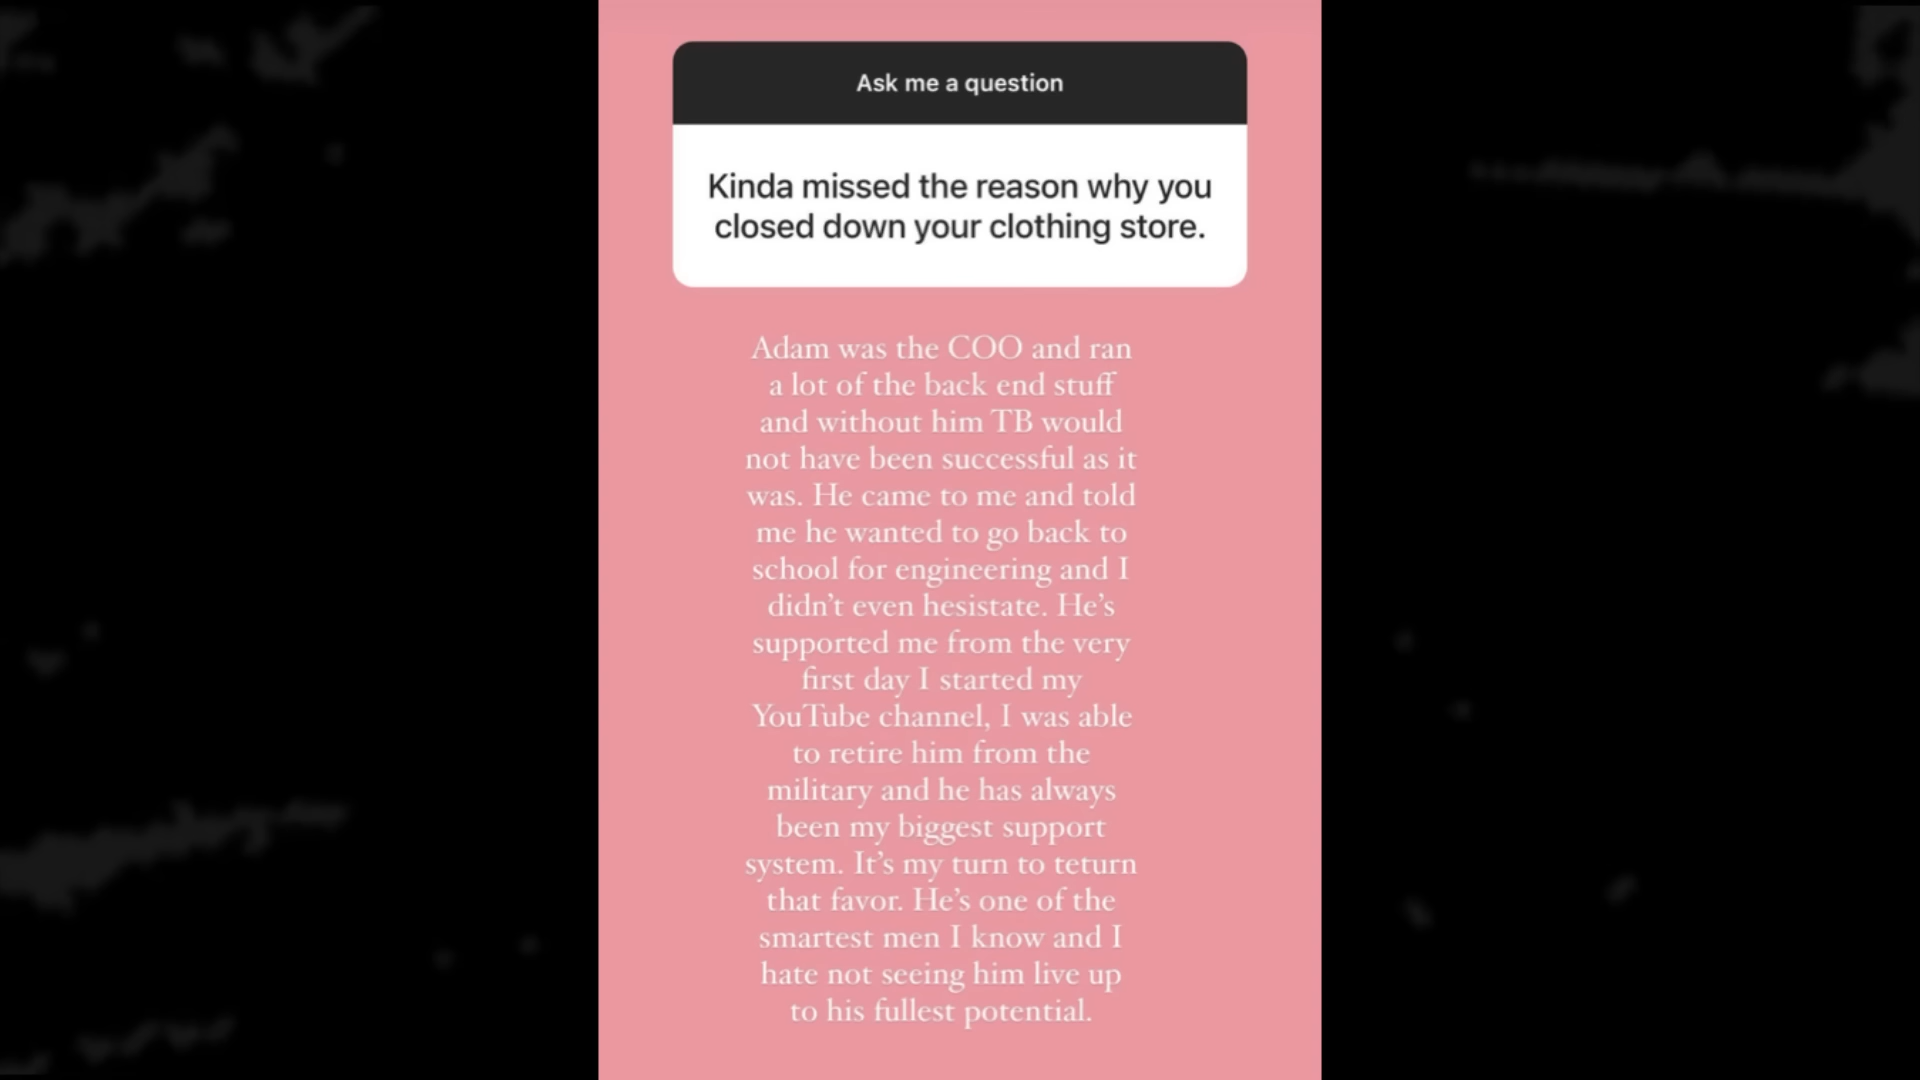 Ask me a question
Kinda missed the reason why you
closed down your clothing store.
Adam was the COO and ran
a lot of the back end stuff
and without him TB would
not have been successful as it
was. He came to me and told
me he wanted to go back to
school for engineering and I
didn’t even hesistate. He’s
supported me from the very
first day I started my
YouTube channel, I was able
to retire him from the
military and he has always
been my biggest support
system. It’s my turn to teturn
that favor. He’s one of the
smartest men I know and I
hate not seeing him live up
to his fullest potential.